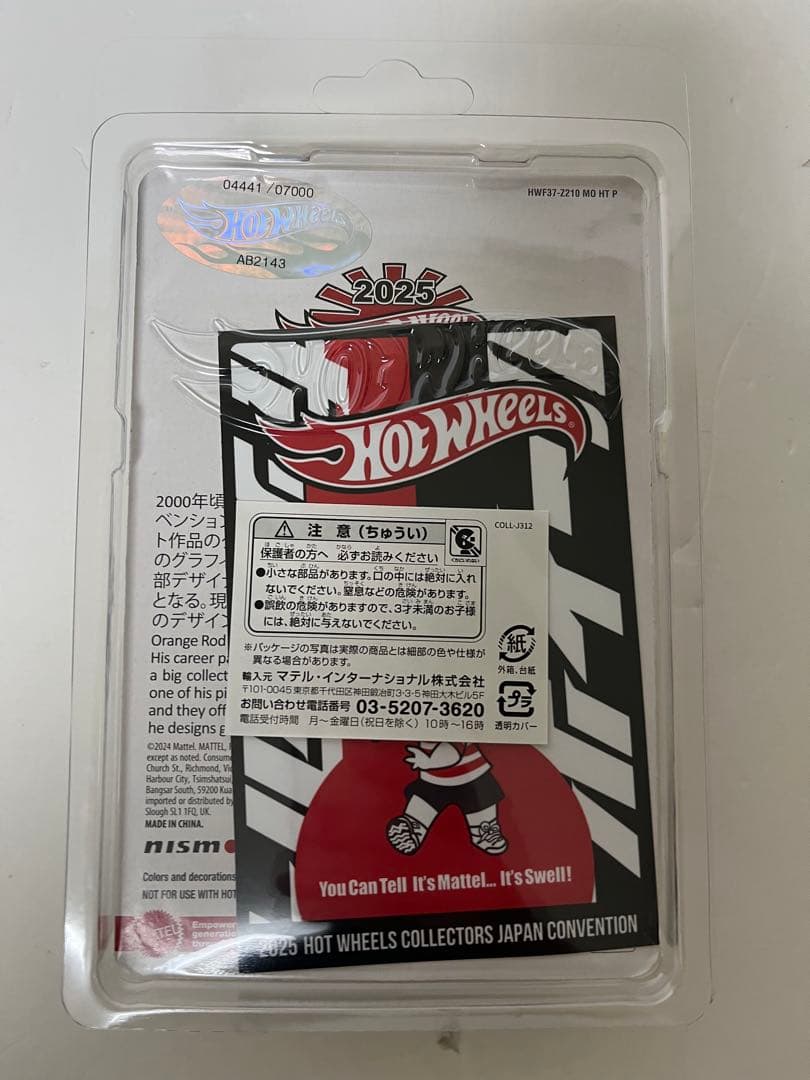 04441 /07000
HOT WHEELS
AB2143
HWF37-Z210 MO HT P
2025
HOT WHEELS
HOT WHEELS®
2000年頃
ベンション
ト作品の
のグラフィ
部デザイナ
となる。現
のデザイン
Orange Rod
His career pa
a big collect
one of his pi
and they off
he designs g
©2024 Mattel. MATTEL,
except as noted. Consume
Church St., Richmond, Vic
Harbour City, Tsimshatsui
Bangsar South, 59200 Kua
imported or distributed by
Slough SL1 1FQ, UK.
MADE IN CHINA.
nism
Colors and decorations
NOT FOR USE WITH HOT
MATTEL
Empower
generatio
thro
COLL-J312
⚠ 注意(ちゅうい)
保護者の方へ 必ずお読みください
●小さな部品があります。口の中には絶対に入れ
ないでください。窒息などの危険があります。
●誤飲の危険がありますので、3才未満のお子様
には、絶対に与えないでください。
※パッケージの写真は実際の商品とは細部の色や仕様が
異なる場合があります。
輸入元 マテル・インターナショナル株式会社
〒101-0045 東京都千代田区神田鍛冶町3-3-5神田大木ビル5F
お問い合わせ電話番号 03-5207-3620
電話受付時間 月～金曜日(祝日を除く) 10時～16時
紙
外箱、台紙
プラ
透明カバー
You Can Tell It's Mattel... It's Swell!
2025 HOT WHEELS COLLECTORS JAPAN CONVENTION